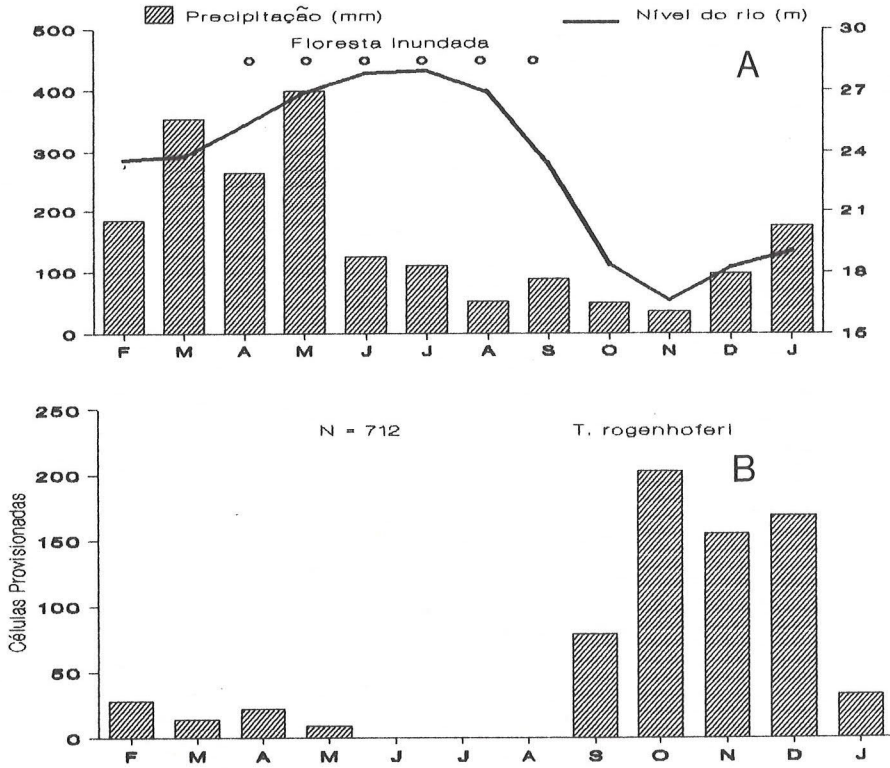 Precipitação (mm) Nível do rio (m)
Floresta Inundada
A
500
400
300
200
100
0
30
27
24
21
18
15
F M A M J J A S O N D J
N = 712 T. rogenhoferi
B
Células Provisionadas
250
200
150
100
50
0
F M A M J J A S O N D J